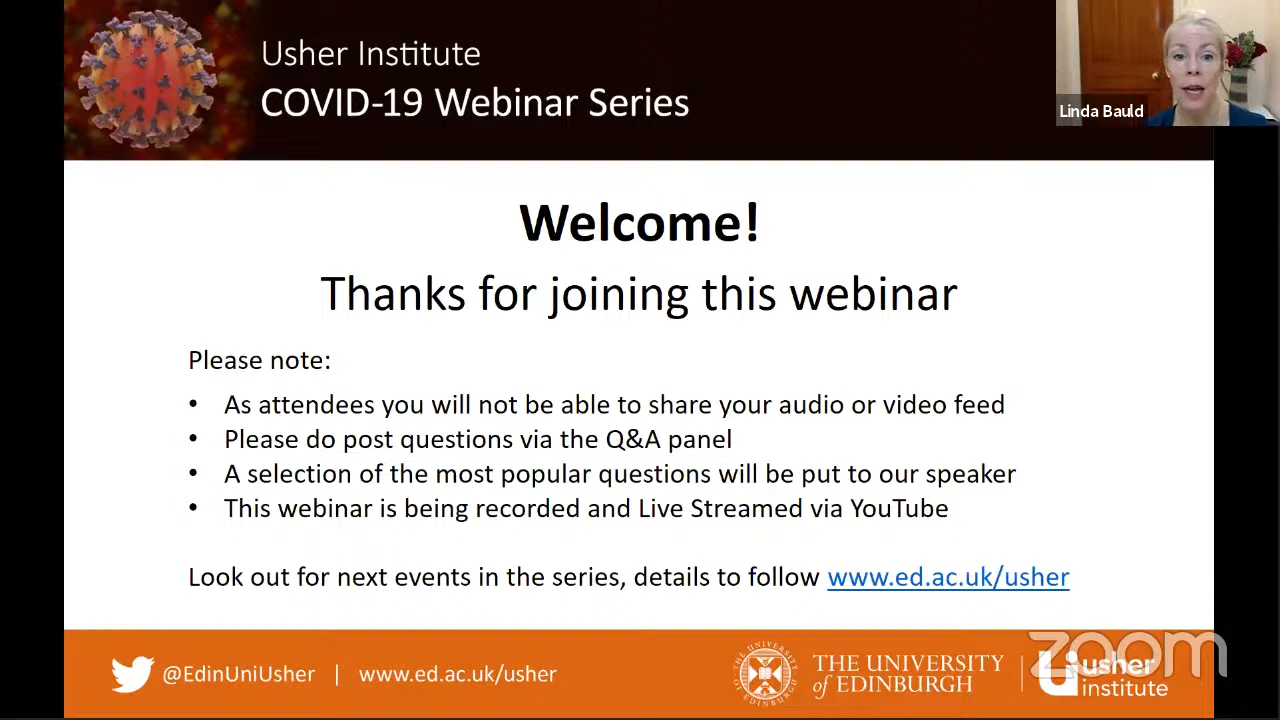 Usher Institute
COVID-19 Webinar Series
Linda Bauld
Welcome!
Thanks for joining this webinar
Please note:
• As attendees you will not be able to share your audio or video feed
• Please do post questions via the Q&A panel
• A selection of the most popular questions will be put to our speaker
• This webinar is being recorded and Live Streamed via YouTube
Look out for next events in the series, details to follow www.ed.ac.uk/usher
@EdinUniUsher | www.ed.ac.uk/usher
THE UNIVERSITY
of EDINBURGH
usher
institute
zoom